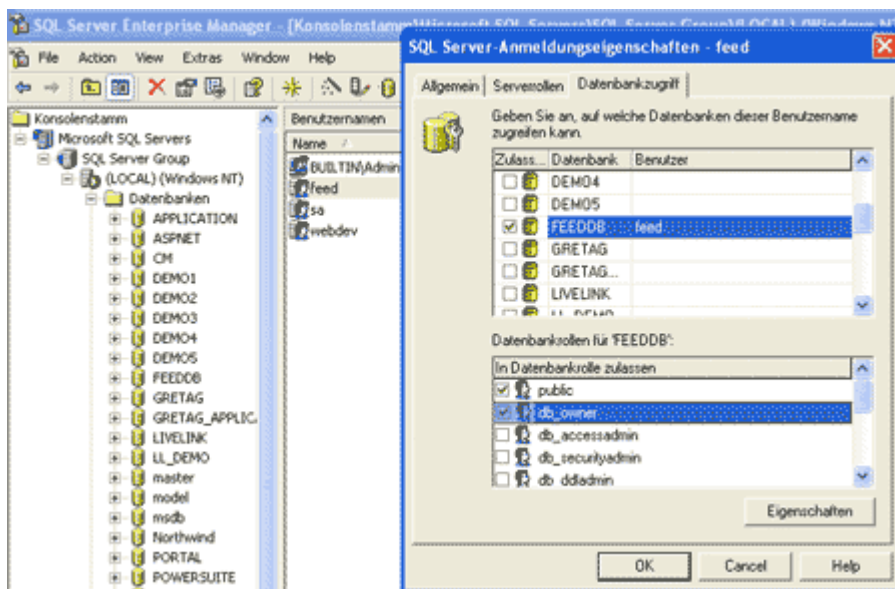 SQL Server Enterprise Manager - [Konsolenstamm\Microsoft SQL Servers\SQL Server Group\(LOCAL) (Windows NT
File Action View Extras Window Help
Konsolenstamm
Microsoft SQL Servers
SQL Server Group
(LOCAL) (Windows NT)
Datenbanken
APPLICATION
ASPNET
CM
DEMO1
DEMO2
DEMO3
DEMO4
DEMO5
FEEDDB
GRETAG
GRETAG_APPLIC
LIVELINK
LL_DEMO
master
model
msdb
Northwind
PORTAL
POWERSUITE
Benutzernamen
Name
BUILTIN\Admin
feed
sa
webdev
SQL Server-Anmeldungseigenschaften - feed
Allgemein Serverrollen Datenbankzugriff
Geben Sie an, auf welche Datenbanken dieser Benutzername
zugreifen kann.
Zulass... Datenbank Benutzer
DEMO4
DEMO5
FEEDDB feed
GRETAG
GRETAG...
LIVELINK
LL_DEMO
Datenbankrollen für 'FEEDDB':
In Datenbankrolle zulassen
public
db_owner
db_accessadmin
db_securityadmin
db_ddladmin
Eigenschaften
OK Cancel Help